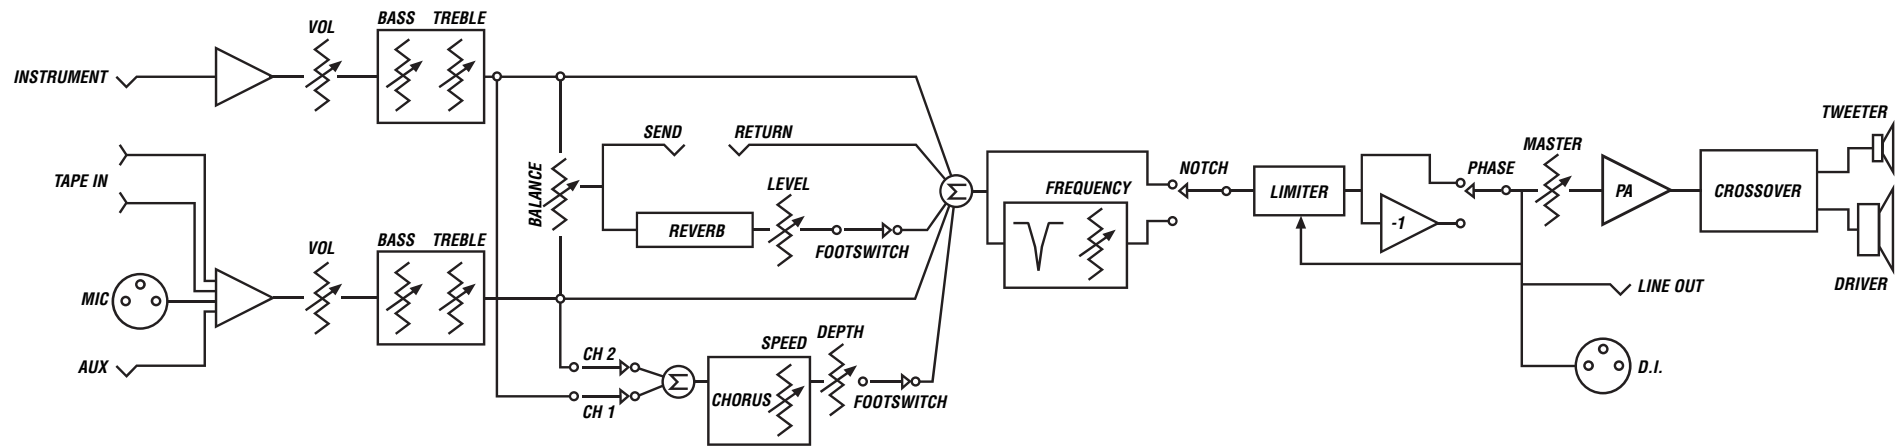 BASS TREBLE
VOL
INSTRUMENT
TWEETER
SEND RETURN
MASTER
BALANCE
NOTCH
PHASE
TAPE IN
LEVEL
FREQUENCY
LIMITER
PA
CROSSOVER
Σ
-1
REVERB
FOOTSWITCH
BASS TREBLE
VOL
MIC
LINE OUT
DRIVER
DEPTH
SPEED
CH 2
AUX
D.I.
Σ
CHORUS
FOOTSWITCH
CH 1